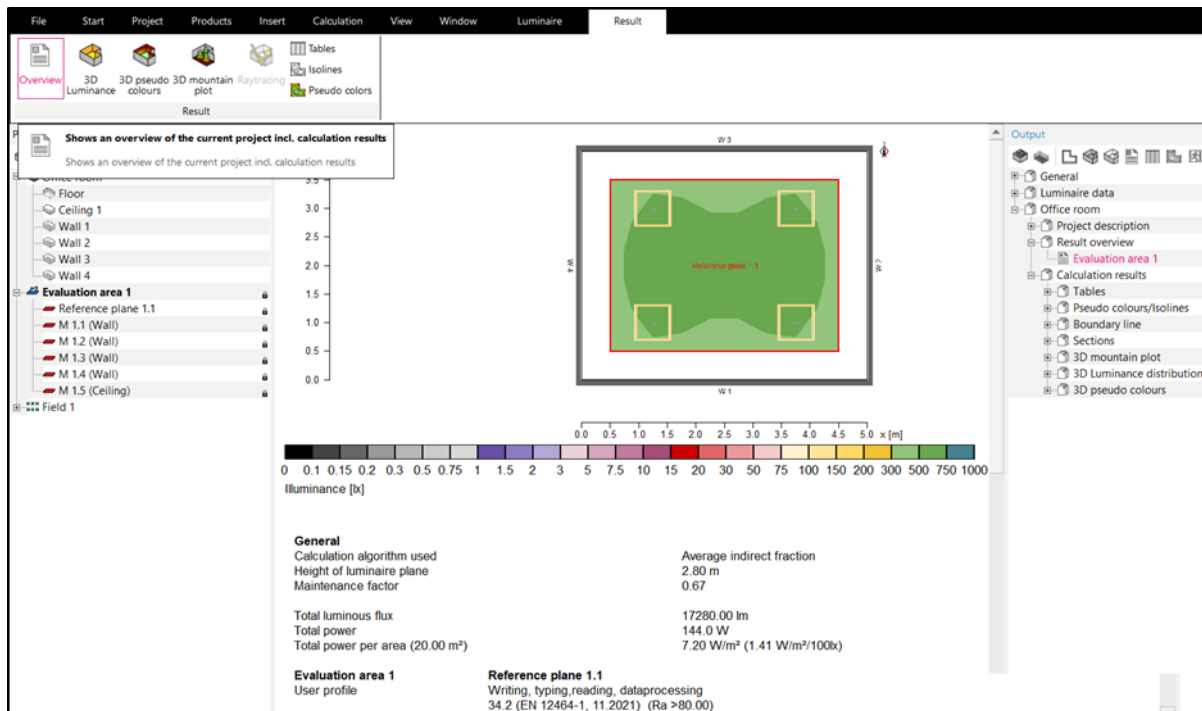 File Start Project Products Insert Calculation View Window Luminaire Result
Overview
3D Luminance
3D pseudo colours
3D mountain plot
Raytracing
Tables
Isolines
Pseudo colors
Result
Shows an overview of the current project incl. calculation results
Shows an overview of the current project incl. calculation results
Floor
Ceiling 1
Wall 1
Wall 2
Wall 3
Wall 4
Evaluation area 1
Reference plane 1.1
M 1.1 (Wall)
M 1.2 (Wall)
M 1.3 (Wall)
M 1.4 (Wall)
M 1.5 (Ceiling)
Field 1
W 3
3.5
3.0
2.5
2.0
1.5
1.0
0.5
0.0
W 4
Reference plane 1.1
W 1
0.0 0.5 1.0 1.5 2.0 2.5 3.0 3.5 4.0 4.5 5.0 x [m]
0 0.1 0.15 0.2 0.3 0.5 0.75 1 1.5 2 3 5 7.5 10 15 20 30 50 75 100 150 200 300 500 750 1000
Illuminance [lx]
General
Calculation algorithm used Average indirect fraction
Height of luminaire plane 2.80 m
Maintenance factor 0.67
Total luminous flux 17280.00 lm
Total power 144.0 W
Total power per area (20.00 m²) 7.20 W/m² (1.41 W/m²/100lx)
Evaluation area 1 Reference plane 1.1
User profile Writing, typing,reading, dataprocessing
34.2 (EN 12464-1, 11.2021) (Ra >80.00)
Output
General
Luminaire data
Office room
Project description
Result overview
Evaluation area 1
Calculation results
Tables
Pseudo colours/Isolines
Boundary line
Sections
3D mountain plot
3D Luminance distribution
3D pseudo colours